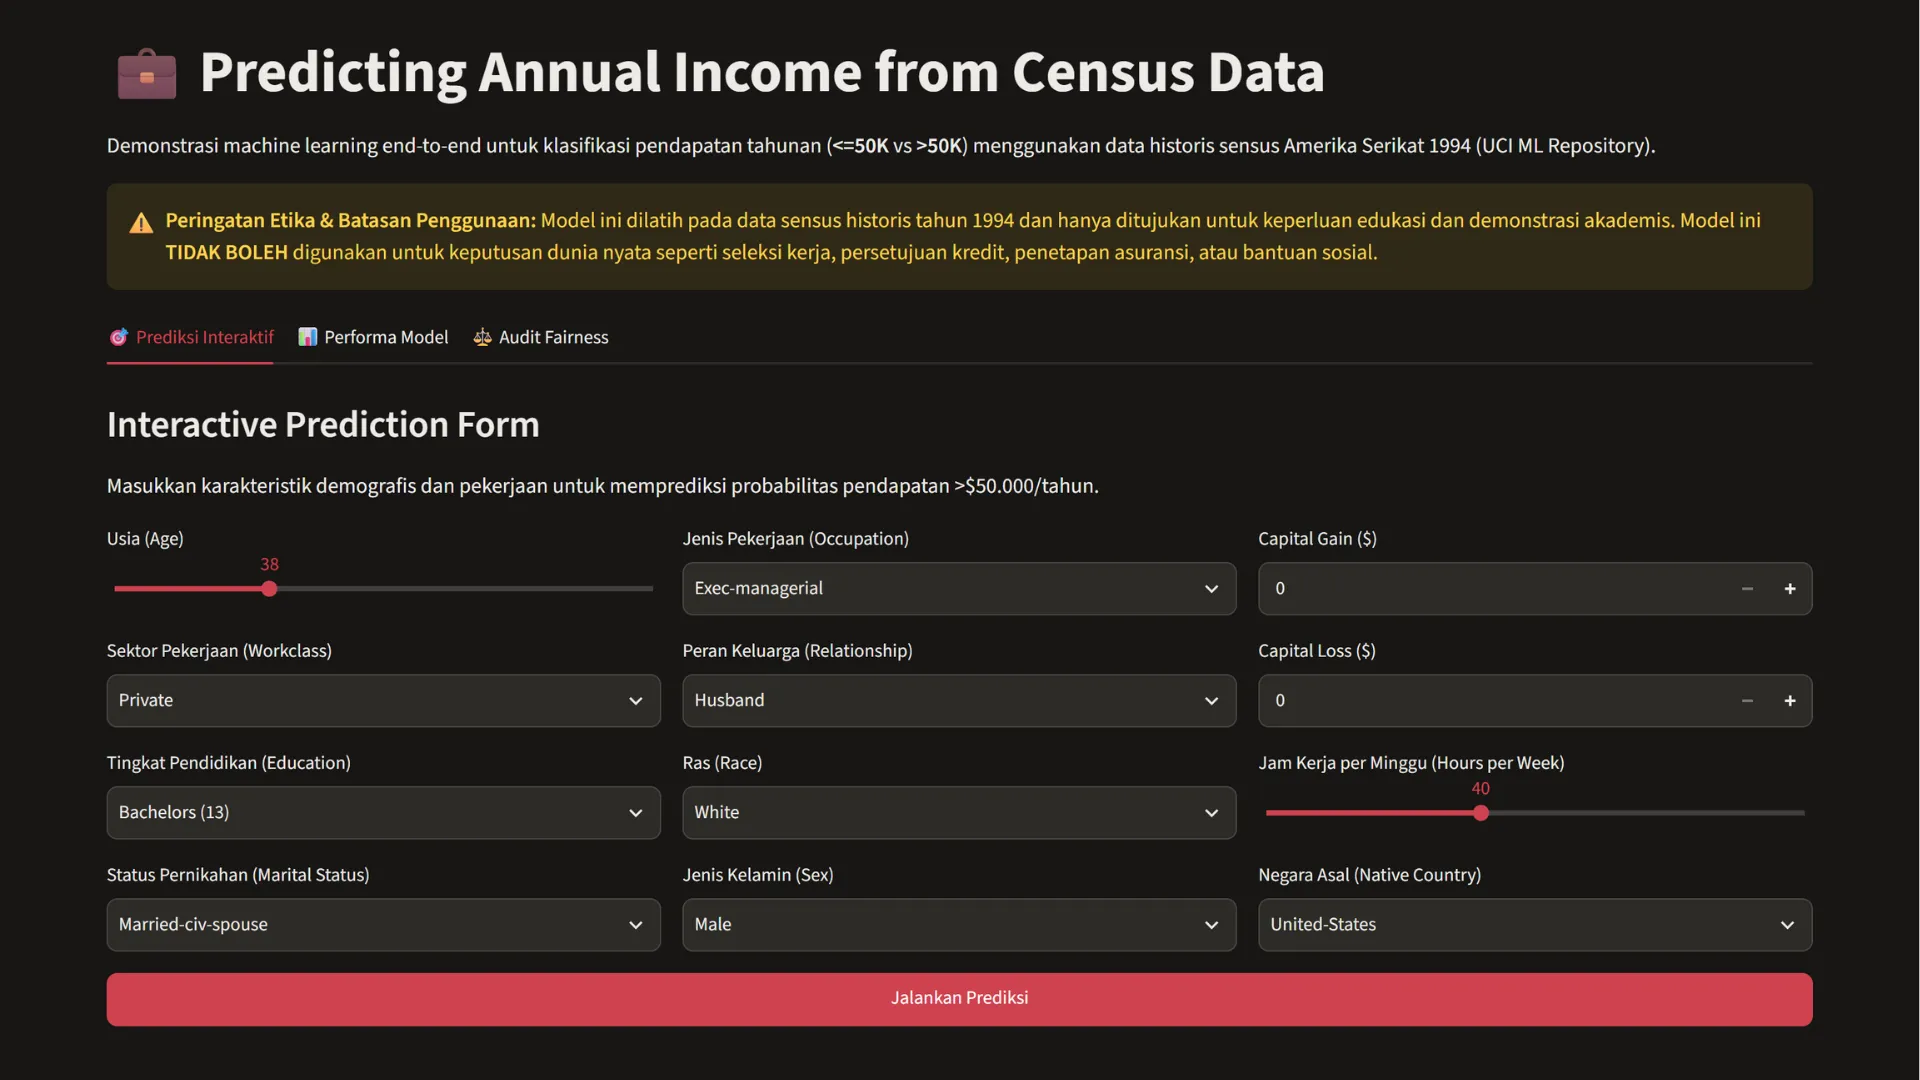 Predicting Annual Income from Census Data
Demonstrasi machine learning end-to-end untuk klasifikasi pendapatan tahunan (<=50K vs >50K) menggunakan data historis sensus Amerika Serikat 1994 (UCI ML Repository).
Peringatan Etika & Batasan Penggunaan: Model ini dilatih pada data sensus historis tahun 1994 dan hanya ditujukan untuk keperluan edukasi dan demonstrasi akademis. Model ini
TIDAK BOLEH digunakan untuk keputusan dunia nyata seperti seleksi kerja, persetujuan kredit, penetapan asuransi, atau bantuan sosial.
Prediksi Interaktif Performa Model Audit Fairness
Interactive Prediction Form
Masukkan karakteristik demografis dan pekerjaan untuk memprediksi probabilitas pendapatan >$50.000/tahun.
Usia (Age)
38
Sektor Pekerjaan (Workclass)
Private
Tingkat Pendidikan (Education)
Bachelors (13)
Status Pernikahan (Marital Status)
Married-civ-spouse
Jenis Pekerjaan (Occupation)
Exec-managerial
Peran Keluarga (Relationship)
Husband
Ras (Race)
White
Jenis Kelamin (Sex)
Male
Capital Gain ($)
0
Capital Loss ($)
0
Jam Kerja per Minggu (Hours per Week)
40
Negara Asal (Native Country)
United-States
Jalankan Prediksi